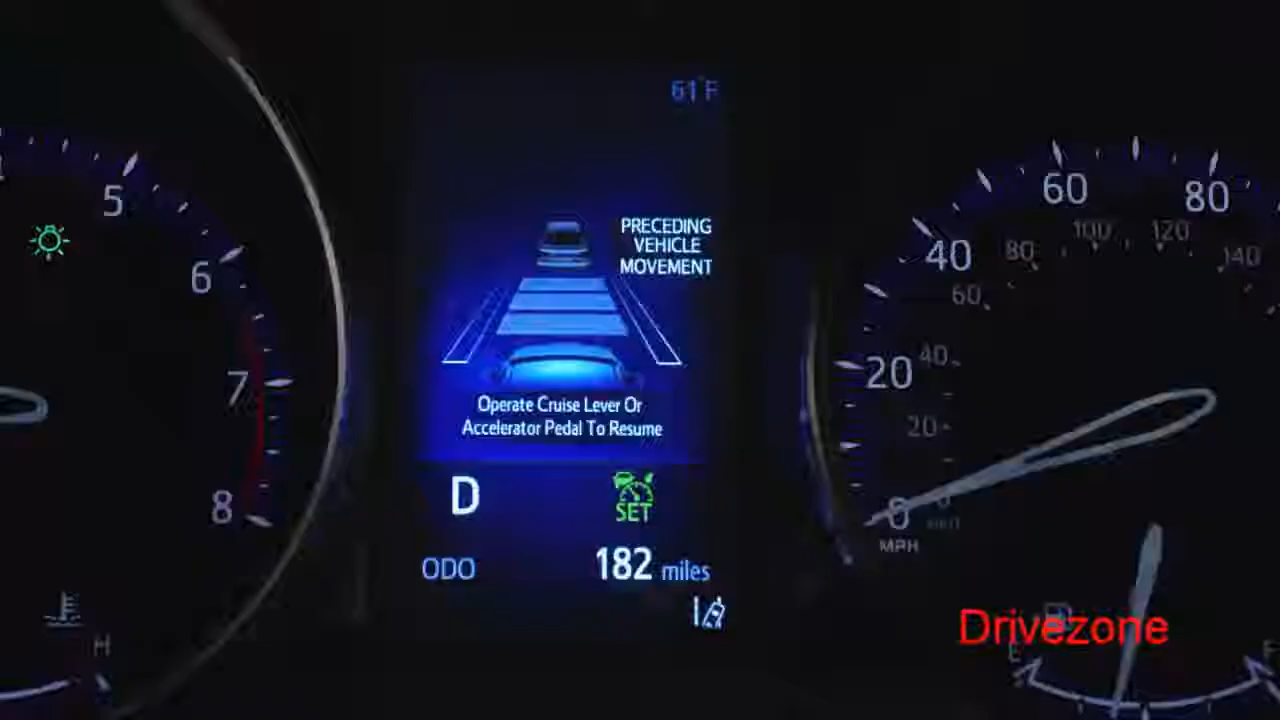 61°F
5
6
7
8
H
PRECEDING
VEHICLE
MOVEMENT
Operate Cruise Lever Or
Accelerator Pedal To Resume
D
SET
ODO 182 miles
60 80
100 120
40 80 140
60
20 40
20
0 0
MPH
Drivezone
E F